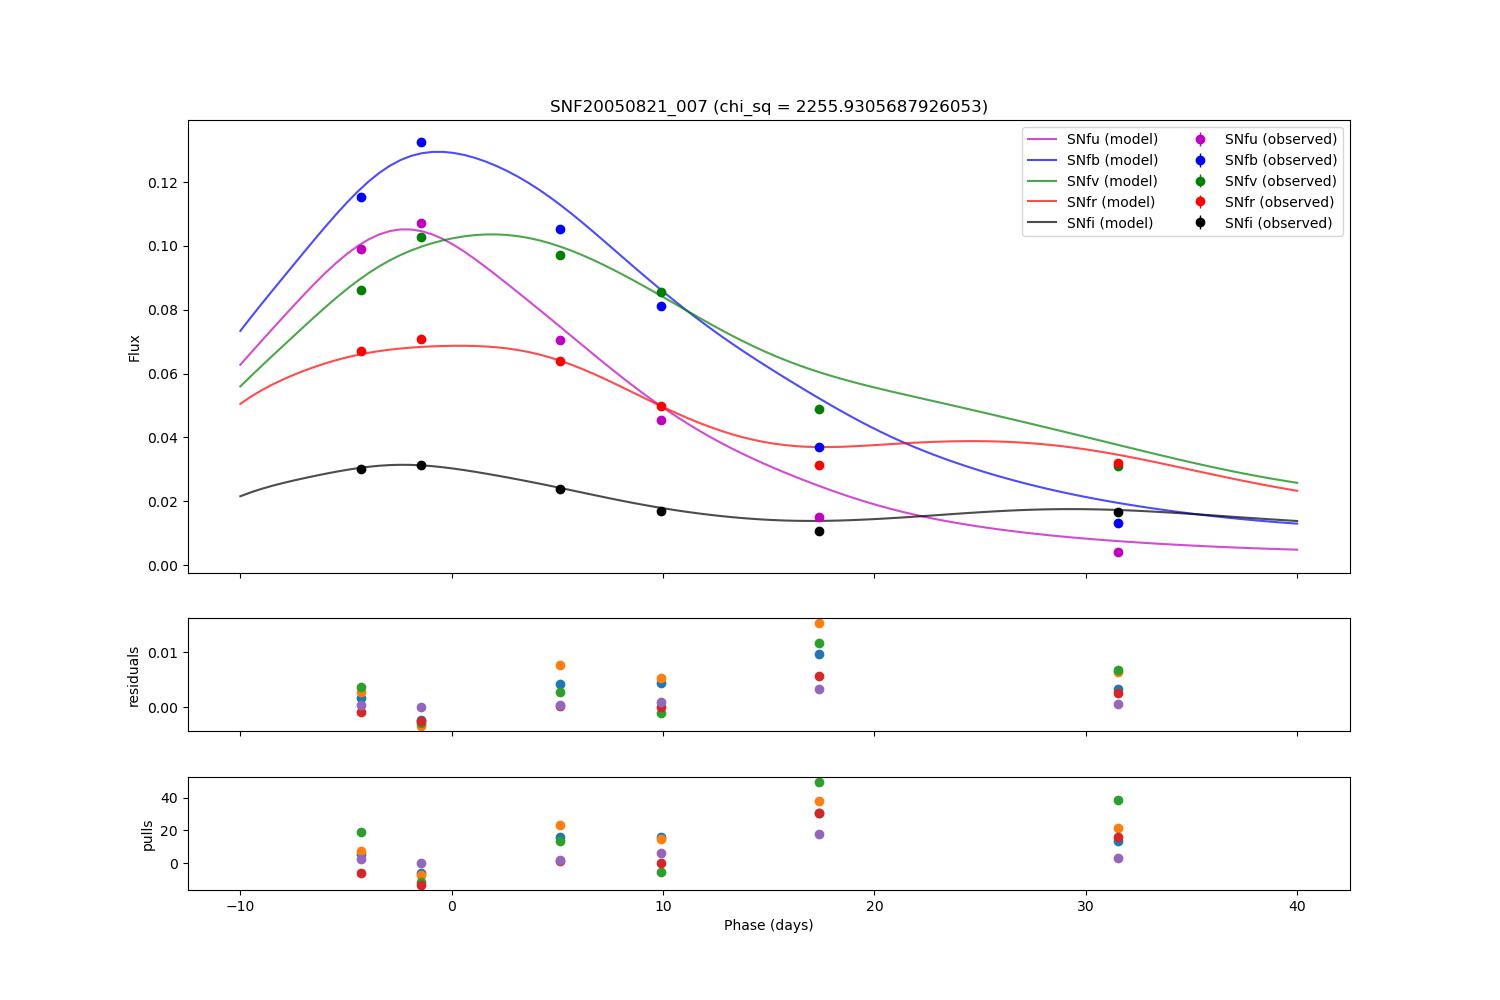 SNF20050821_007 (chi_sq = 2255.9305687926053)
SNfu (model) SNfu (observed)
SNfb (model) SNfb (observed)
SNfv (model) SNfv (observed)
SNfr (model) SNfr (observed)
SNfi (model) SNfi (observed)
Flux
0.12
0.10
0.08
0.06
0.04
0.02
0.00
residuals
0.01
0.00
pulls
40
20
0
−10 0 10 20 30 40
Phase (days)